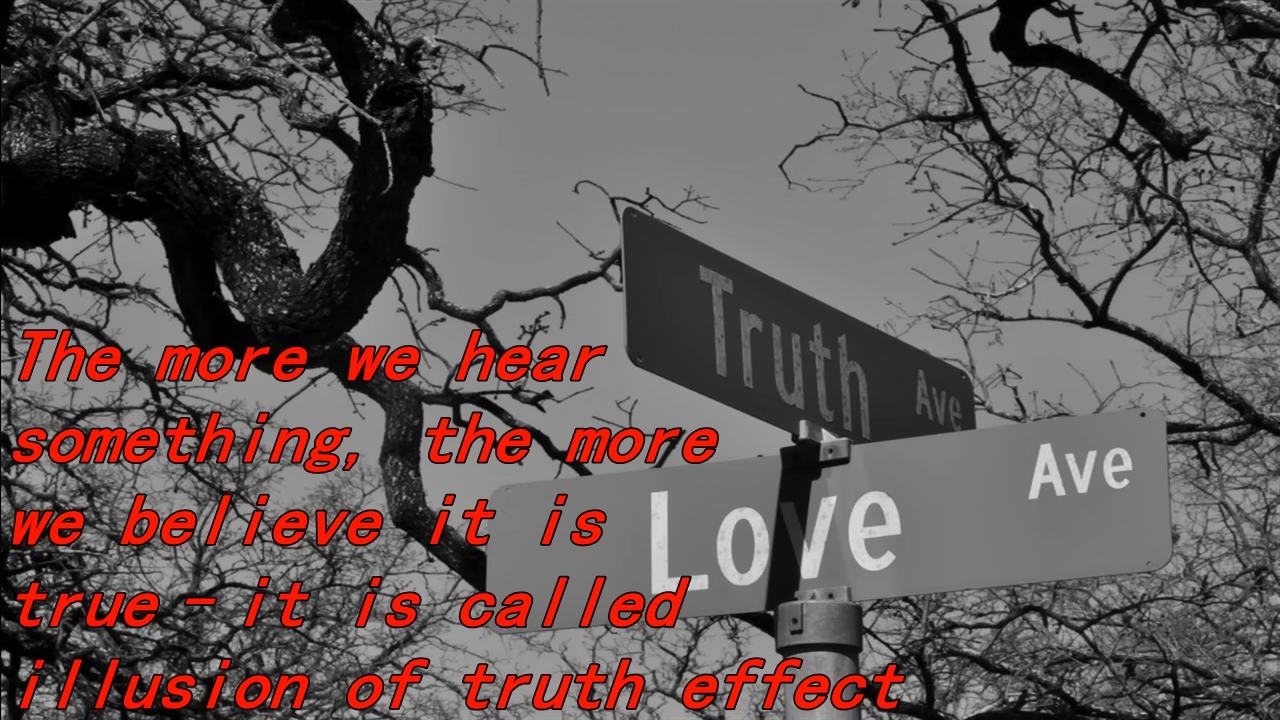 Truth Ave
Love Ave
The more we hear
something, the more
we believe it is
true - it is called
illusion of truth effect